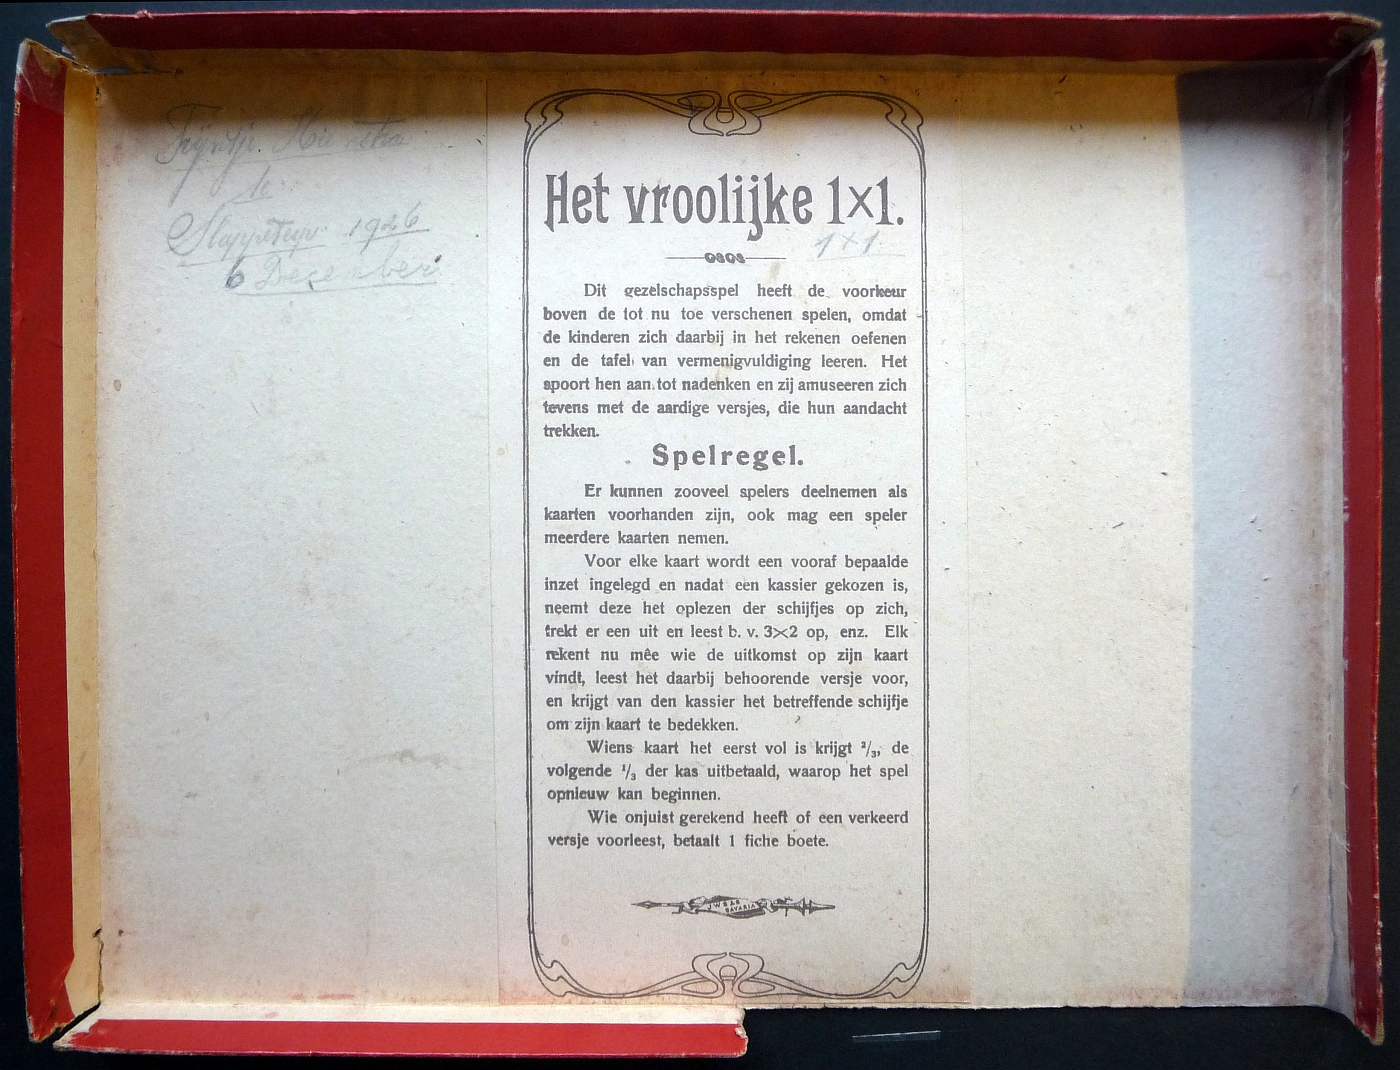 te
1926
6 December
Het vroolijke 1×1.
1×1.
Dit gezelschapsspel heeft de voorkeur
boven de tot nu toe verschenen spelen, omdat
de kinderen zich daarbij in het rekenen oefenen
en de tafel van vermenigvuldiging leeren. Het
spoort hen aan tot nadenken en zij amuseeren zich
tevens met de aardige versjes, die hun aandacht
trekken.
Spelregel.
Er kunnen zooveel spelers deelnemen als
kaarten voorhanden zijn, ook mag een speler
meerdere kaarten nemen.
Voor elke kaart wordt een vooraf bepaalde
inzet ingelegd en nadat een kassier gekozen is,
neemt deze het oplezen der schijfjes op zich,
trekt er een uit en leest b. v. 3×2 op, enz. Elk
rekent nu mêe wie de uitkomst op zijn kaart
vindt, leest het daarbij behoorende versje voor,
en krijgt van den kassier het betreffende schijfje
om zijn kaart te bedekken.
Wiens kaart het eerst vol is krijgt ²/₃, de
volgende ¹/₃ der kas uitbetaald, waarop het spel
opnieuw kan beginnen.
Wie onjuist gerekend heeft of een verkeerd
versje voorleest, betaalt 1 fiche boete.
BAVARIA